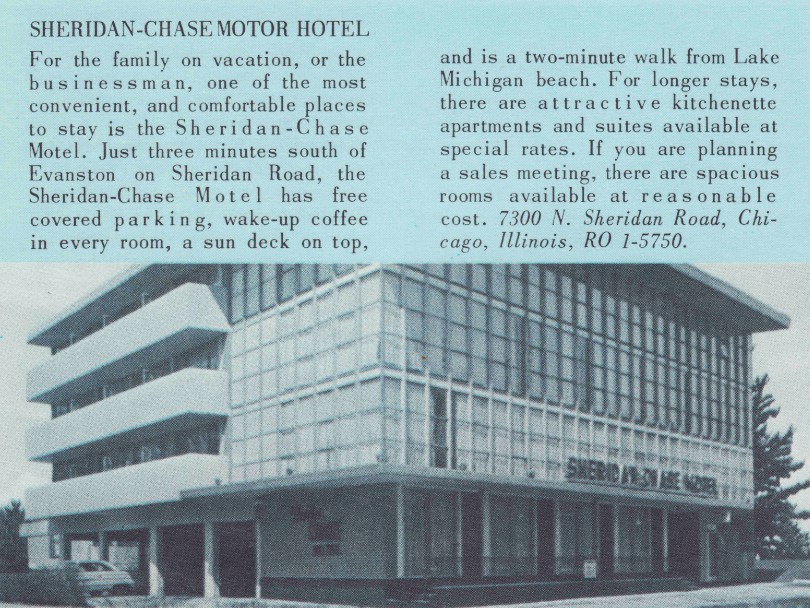 SHERIDAN-CHASE MOTOR HOTEL
For the family on vacation, or the
businessman, one of the most
convenient, and comfortable places
to stay is the Sheridan-Chase
Motel. Just three minutes south of
Evanston on Sheridan Road, the
Sheridan-Chase Motel has free
covered parking, wake-up coffee
in every room, a sun deck on top,
and is a two-minute walk from Lake
Michigan beach. For longer stays,
there are attractive kitchenette
apartments and suites available at
special rates. If you are planning
a sales meeting, there are spacious
rooms available at reasonable
cost. 7300 N. Sheridan Road, Chi-
cago, Illinois, RO 1-5750.
SHERIDAN-CHASE MOTEL